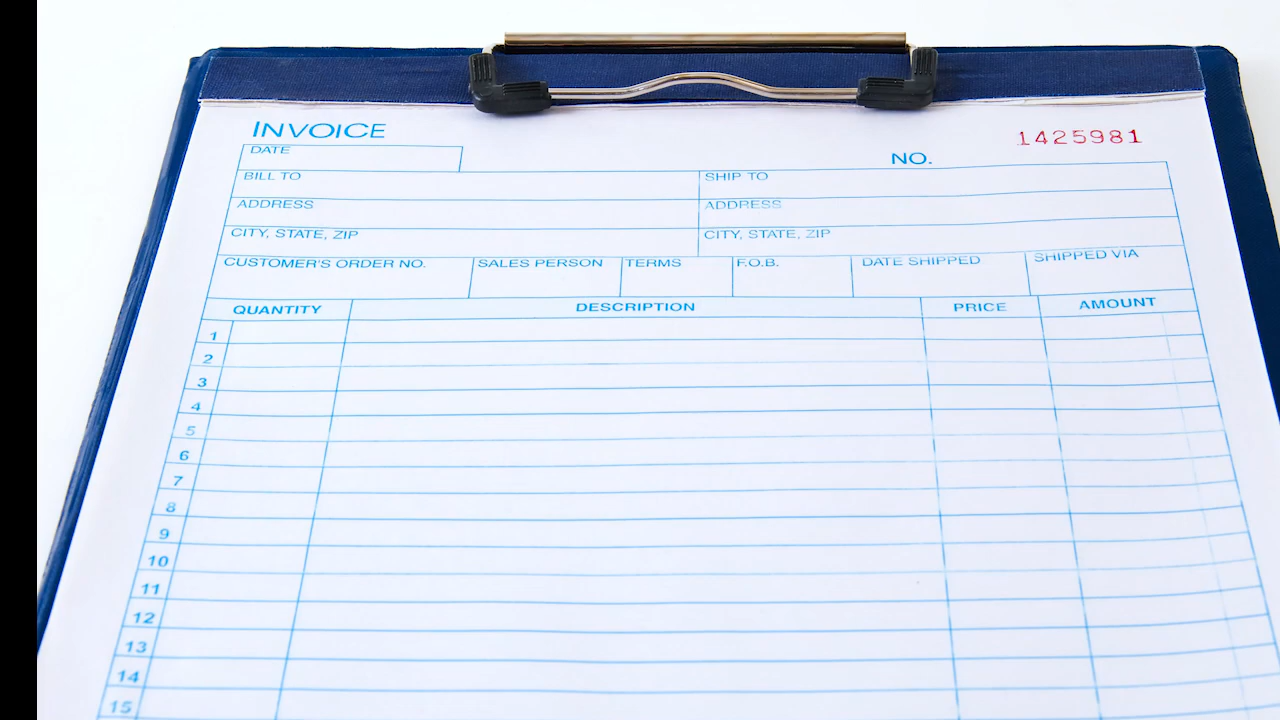 INVOICE
1425981
NO.
DATE
BILL TO SHIP TO
ADDRESS ADDRESS
CITY, STATE, ZIP CITY, STATE, ZIP
CUSTOMER'S ORDER NO. SALES PERSON TERMS F.O.B. DATE SHIPPED SHIPPED VIA
QUANTITY DESCRIPTION PRICE AMOUNT
1
2
3
4
5
6
7
8
9
10
11
12
13
14
15